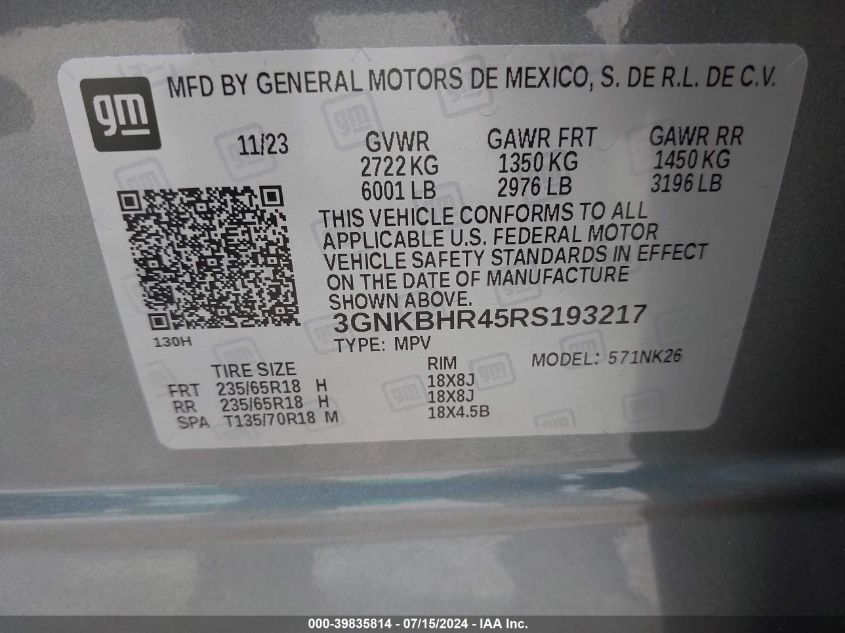 gm
MFD BY GENERAL MOTORS DE MEXICO, S. DE R.L. DE C.V.
11/23 GVWR GAWR FRT GAWR RR
2722 KG 1350 KG 1450 KG
6001 LB 2976 LB 3196 LB
THIS VEHICLE CONFORMS TO ALL
APPLICABLE U.S. FEDERAL MOTOR
VEHICLE SAFETY STANDARDS IN EFFECT
ON THE DATE OF MANUFACTURE
SHOWN ABOVE.
3GNKBHR45RS193217
130H
TYPE: MPV MODEL: 571NK26
TIRE SIZE RIM
FRT 235/65R18 H 18X8J
RR 235/65R18 H 18X8J
SPA T135/70R18 M 18X4.5B
000-39835814 - 07/15/2024 - IAA Inc.